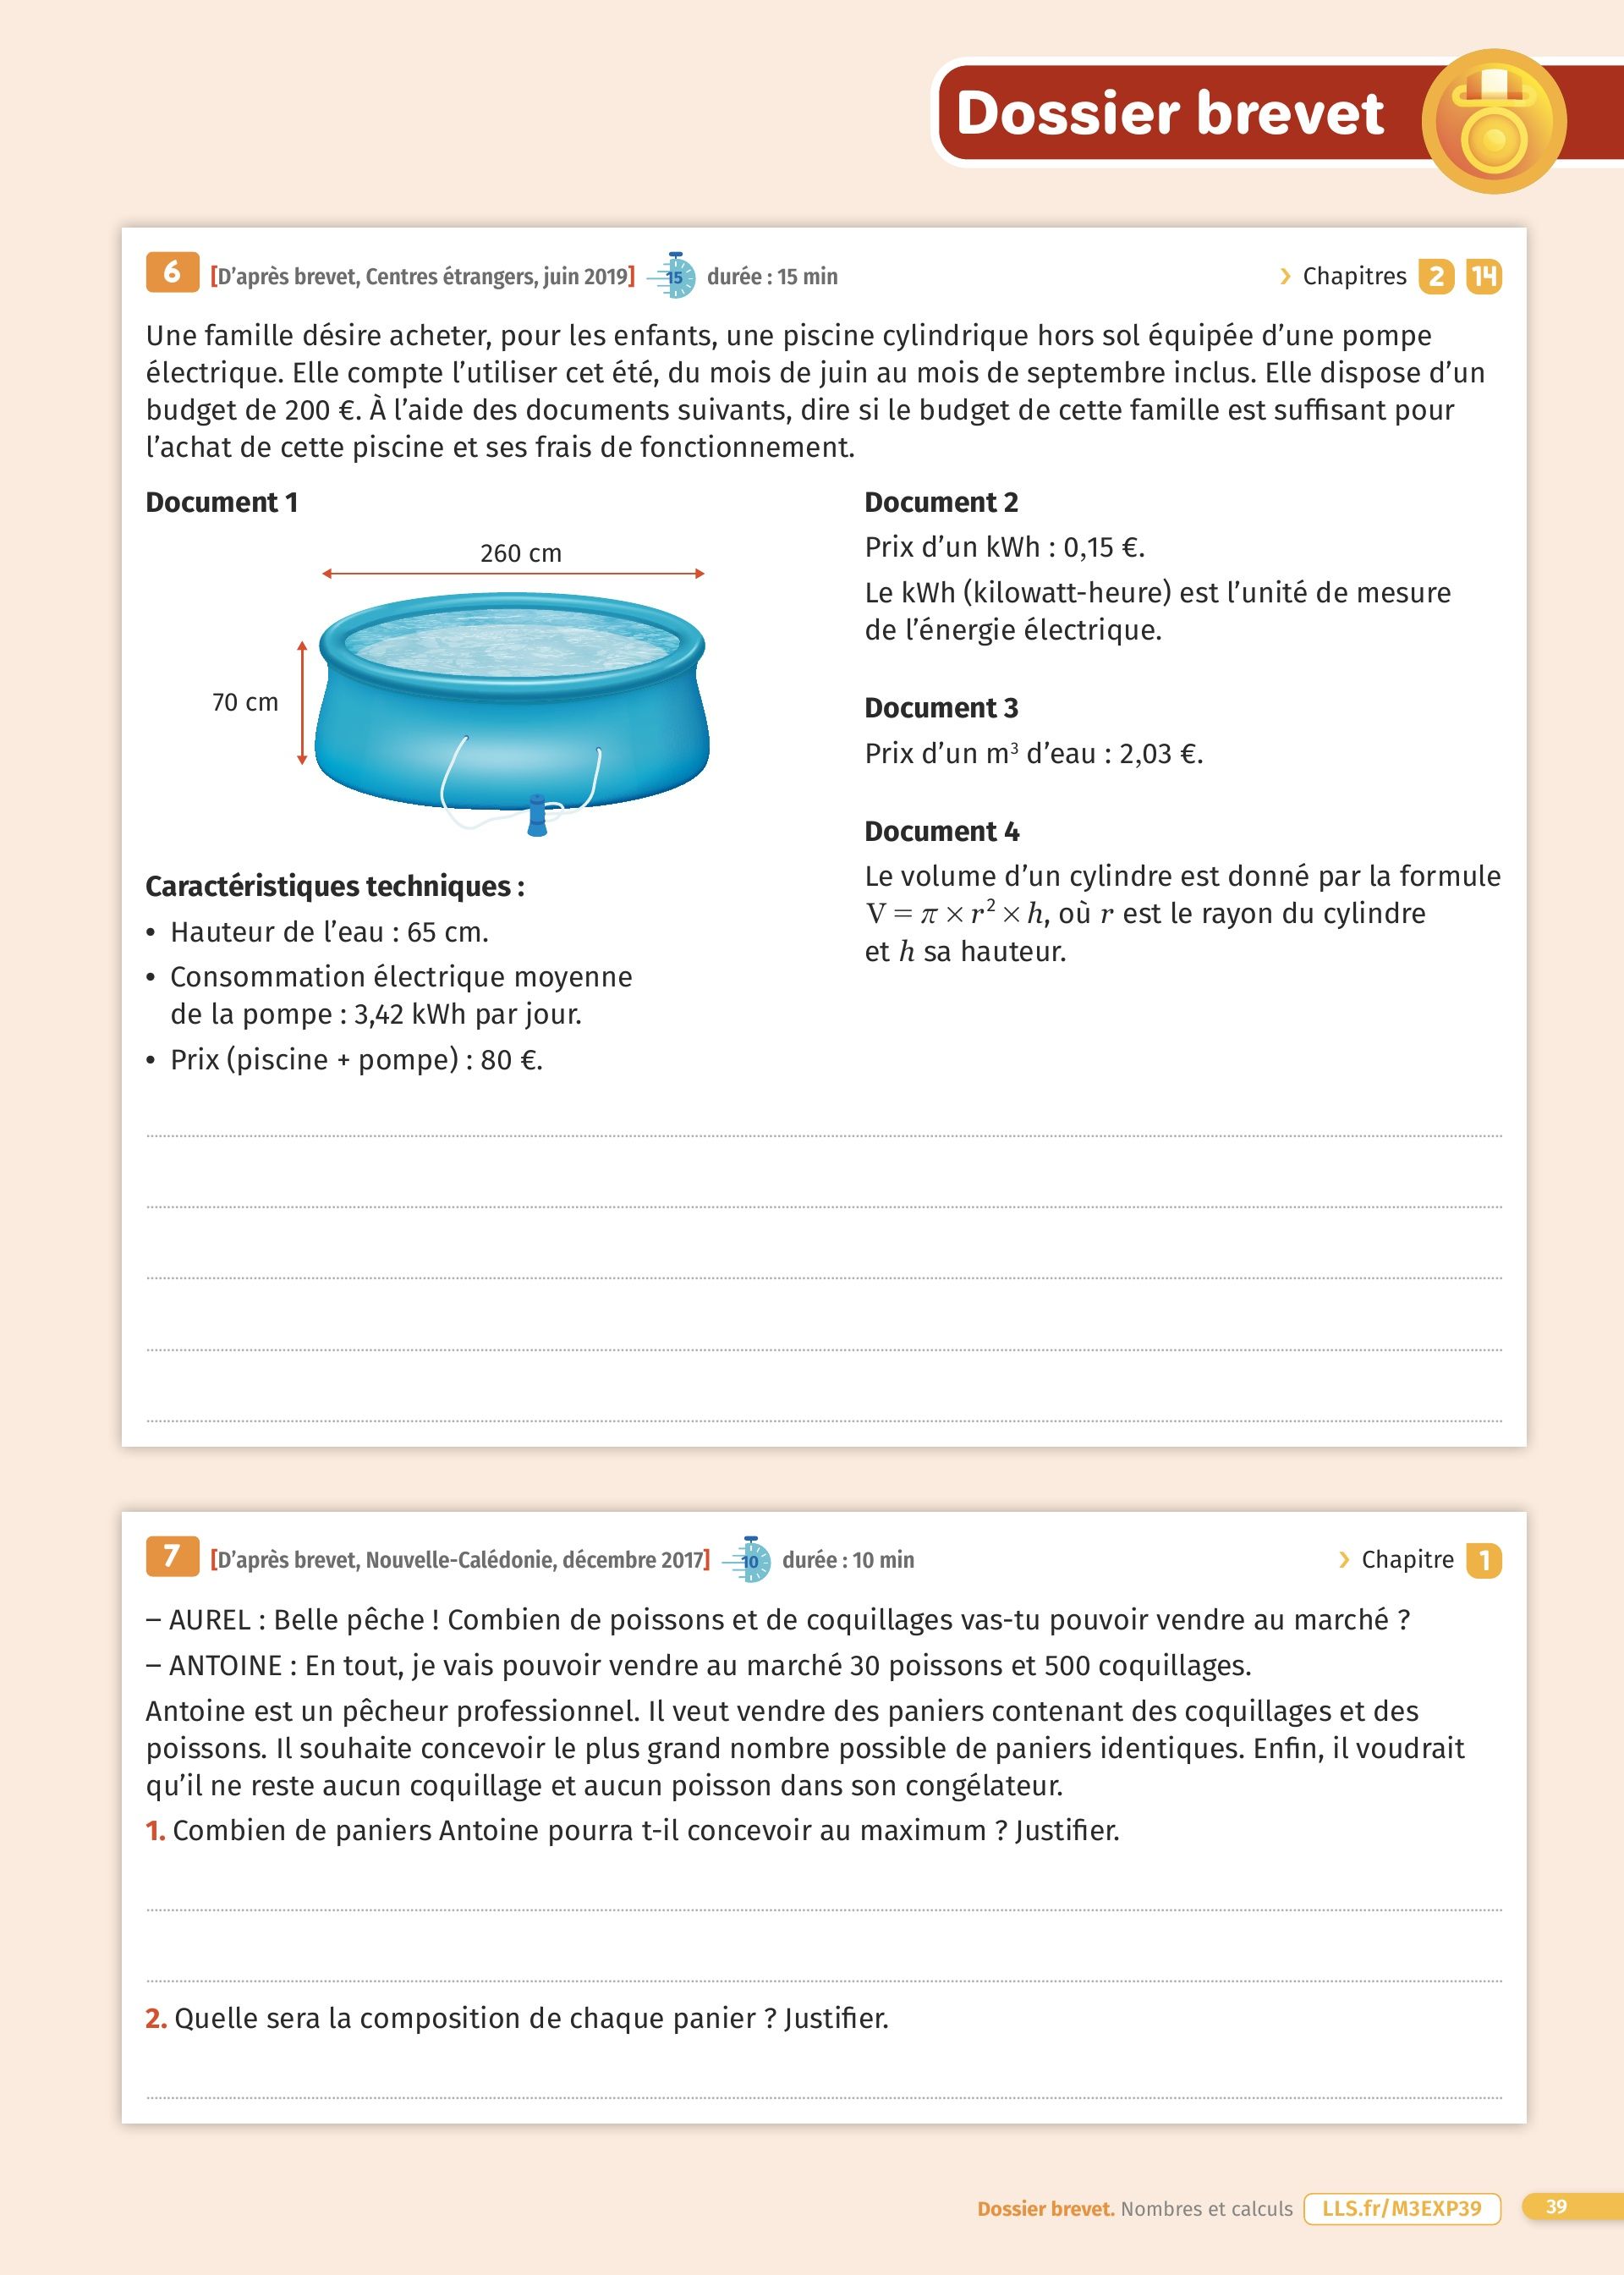 Dossier brevet
6 [D’après brevet, Centres étrangers, juin 2019] 15 durée : 15 min › Chapitres 2 14
Une famille désire acheter, pour les enfants, une piscine cylindrique hors sol équipée d’une pompe
électrique. Elle compte l’utiliser cet été, du mois de juin au mois de septembre inclus. Elle dispose d’un
budget de 200 €. À l’aide des documents suivants, dire si le budget de cette famille est suffisant pour
l’achat de cette piscine et ses frais de fonctionnement.
Document 1
260 cm
70 cm
Caractéristiques techniques :
• Hauteur de l’eau : 65 cm.
• Consommation électrique moyenne
de la pompe : 3,42 kWh par jour.
• Prix (piscine + pompe) : 80 €.
Document 2
Prix d’un kWh : 0,15 €.
Le kWh (kilowatt-heure) est l’unité de mesure
de l’énergie électrique.
Document 3
Prix d’un m³ d’eau : 2,03 €.
Document 4
Le volume d’un cylindre est donné par la formule
V = π × r² × h, où r est le rayon du cylindre
et h sa hauteur.
7 [D’après brevet, Nouvelle-Calédonie, décembre 2017] 10 durée : 10 min › Chapitre 1
– AUREL : Belle pêche ! Combien de poissons et de coquillages vas-tu pouvoir vendre au marché ?
– ANTOINE : En tout, je vais pouvoir vendre au marché 30 poissons et 500 coquillages.
Antoine est un pêcheur professionnel. Il veut vendre des paniers contenant des coquillages et des
poissons. Il souhaite concevoir le plus grand nombre possible de paniers identiques. Enfin, il voudrait
qu’il ne reste aucun coquillage et aucun poisson dans son congélateur.
1. Combien de paniers Antoine pourra t-il concevoir au maximum ? Justifier.
2. Quelle sera la composition de chaque panier ? Justifier.
Dossier brevet. Nombres et calculs LLS.fr/M3EXP39 39